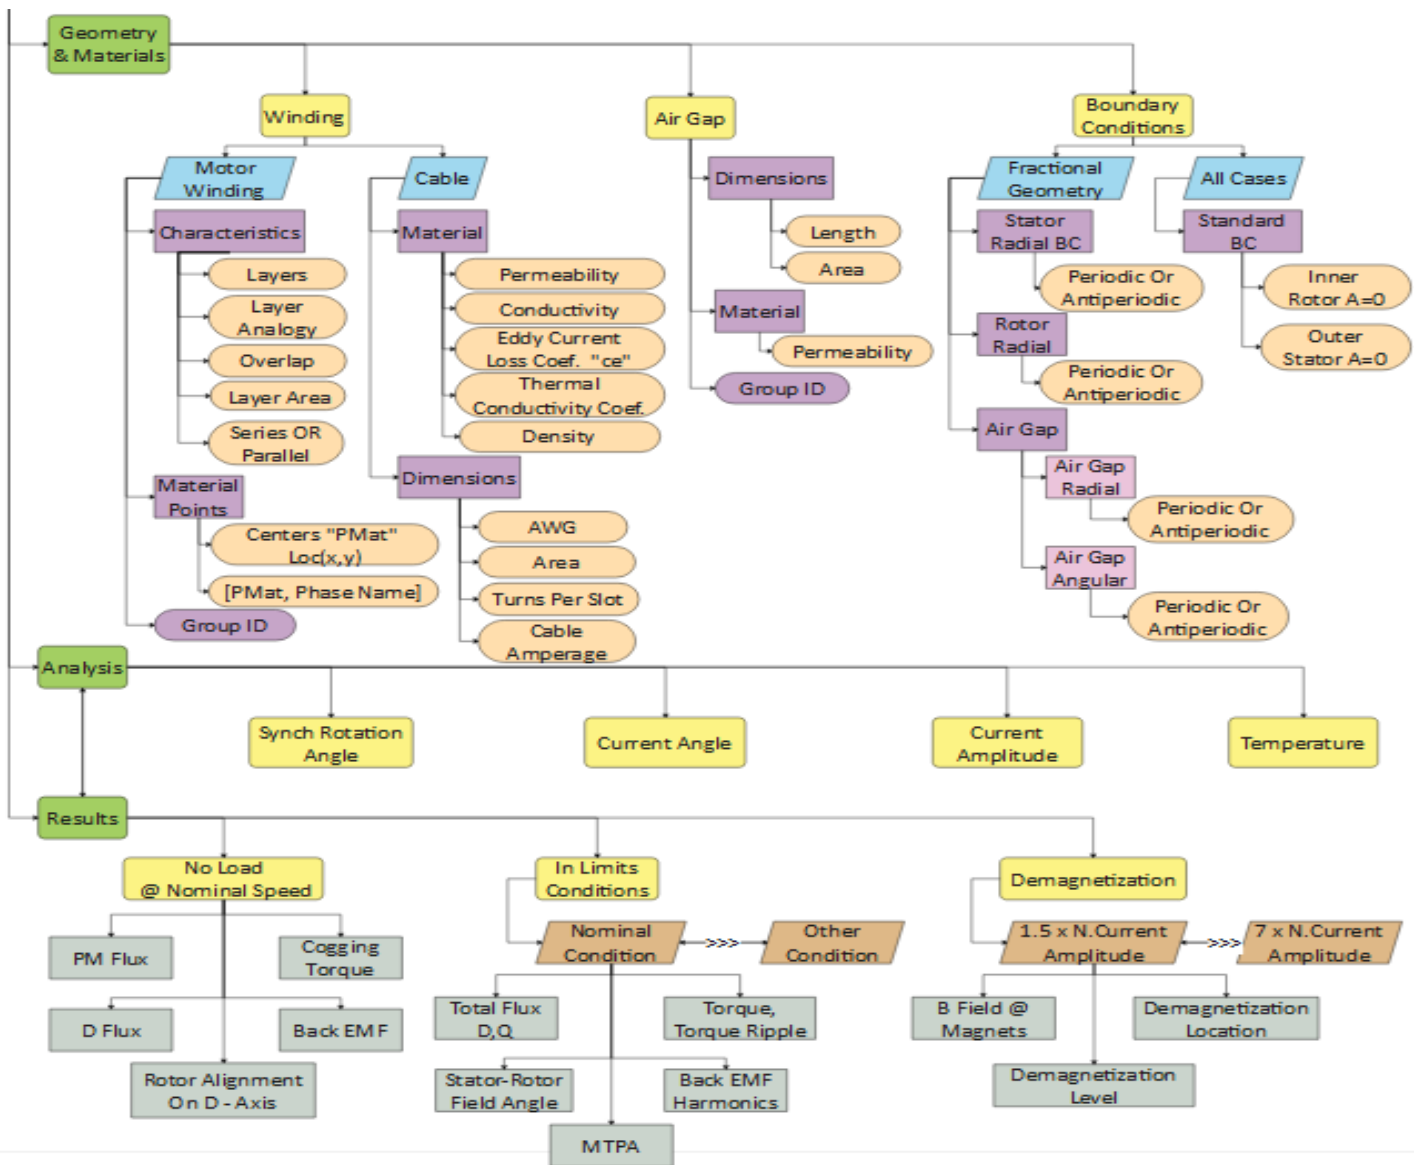 Geometry
& Materials
Winding
Air Gap
Boundary
Conditions
Motor
Winding
Cable
Dimensions
Fractional
Geometry
All Cases
Characteristics
Material
Length
Area
Stator
Radial BC
Standard
BC
Layers
Layer
Analogy
Overlap
Layer Area
Series OR
Parallel
Permeability
Conductivity
Eddy Current
Loss Coef. "ce"
Thermal
Conductivity Coef.
Density
Material
Permeability
Group ID
Periodic Or
Antiperiodic
Rotor
Radial
Periodic Or
Antiperiodic
Air Gap
Inner
Rotor A=0
Outer
Stator A=0
Material
Points
Centers "PMat"
Loc(x,y)
[PMat, Phase Name]
Group ID
Dimensions
AWG
Area
Turns Per Slot
Cable
Amperage
Air Gap
Radial
Periodic Or
Antiperiodic
Air Gap
Angular
Periodic Or
Antiperiodic
Analysis
Synch Rotation
Angle
Current Angle
Current
Amplitude
Temperature
Results
No Load
@ Nominal Speed
In Limits
Conditions
Demagnetization
PM Flux
Cogging
Torque
D Flux
Back EMF
Rotor Alignment
On D - Axis
Nominal
Condition
>>>
Other
Condition
Total Flux
D,Q
Torque,
Torque Ripple
Stator-Rotor
Field Angle
Back EMF
Harmonics
MTPA
1.5 x N.Current
Amplitude
>>>
7 x N.Current
Amplitude
B Field @
Magnets
Demagnetization
Location
Demagnetization
Level